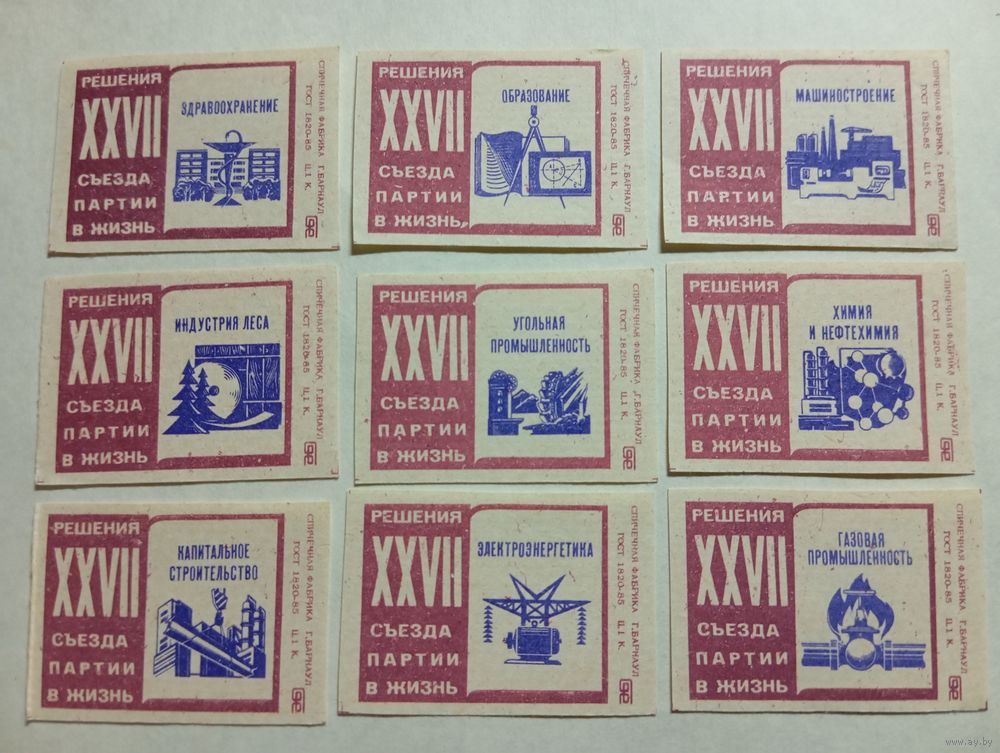 РЕШЕНИЯ
XXVII
СЪЕЗДА
ПАРТИИ
В ЖИЗНЬ
ЗДРАВООХРАНЕНИЕ
СПИЧЕЧНАЯ ФАБРИКА Г. БАРНАУЛ
ГОСТ 1820-85 Ц.1 К.
РЕШЕНИЯ
XXVII
СЪЕЗДА
ПАРТИИ
В ЖИЗНЬ
ОБРАЗОВАНИЕ
СПИЧЕЧНАЯ ФАБРИКА Г. БАРНАУЛ
ГОСТ 1820-85 Ц.1 К.
РЕШЕНИЯ
XXVII
СЪЕЗДА
ПАРТИИ
В ЖИЗНЬ
МАШИНОСТРОЕНИЕ
СПИЧЕЧНАЯ ФАБРИКА Г. БАРНАУЛ
ГОСТ 1820-85 Ц.1 К.
РЕШЕНИЯ
XXVII
СЪЕЗДА
ПАРТИИ
В ЖИЗНЬ
ИНДУСТРИЯ ЛЕСА
СПИЧЕЧНАЯ ФАБРИКА Г. БАРНАУЛ
ГОСТ 1820-85 Ц.1 К.
РЕШЕНИЯ
XXVII
СЪЕЗДА
ПАРТИИ
В ЖИЗНЬ
УГОЛЬНАЯ
ПРОМЫШЛЕННОСТЬ
СПИЧЕЧНАЯ ФАБРИКА Г. БАРНАУЛ
ГОСТ 1820-85 Ц.1 К.
РЕШЕНИЯ
XXVII
СЪЕЗДА
ПАРТИИ
В ЖИЗНЬ
ХИМИЯ
И НЕФТЕХИМИЯ
СПИЧЕЧНАЯ ФАБРИКА Г. БАРНАУЛ
ГОСТ 1820-85 Ц.1 К.
РЕШЕНИЯ
XXVII
СЪЕЗДА
ПАРТИИ
В ЖИЗНЬ
КАПИТАЛЬНОЕ
СТРОИТЕЛЬСТВО
СПИЧЕЧНАЯ ФАБРИКА Г. БАРНАУЛ
ГОСТ 1820-85 Ц.1 К.
РЕШЕНИЯ
XXVII
СЪЕЗДА
ПАРТИИ
В ЖИЗНЬ
ЭЛЕКТРОЭНЕРГЕТИКА
СПИЧЕЧНАЯ ФАБРИКА Г. БАРНАУЛ
ГОСТ 1820-85 Ц.1 К.
РЕШЕНИЯ
XXVII
СЪЕЗДА
ПАРТИИ
В ЖИЗНЬ
ГАЗОВАЯ
ПРОМЫШЛЕННОСТЬ
СПИЧЕЧНАЯ ФАБРИКА Г. БАРНАУЛ
ГОСТ 1820-85 Ц.1 К.
www.ay.by